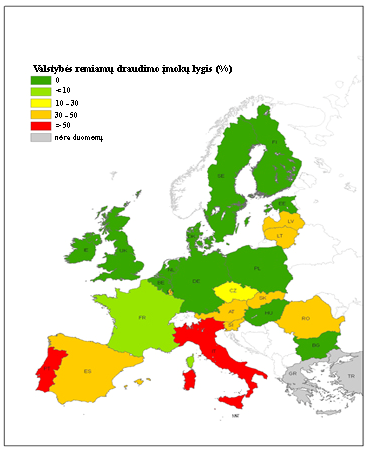 Valstybės remiamų draudimo įmokų lygis (%)
0
< 10
10 - 30
30 - 50
> 50
nėra duomenų
FI
SE
EE
LV
LT
DK
IE
UK
NL
BE
DE
PL
CZ
SK
FR
AT
HU
SI
RO
IT
BG
PT
ES
GR
TR